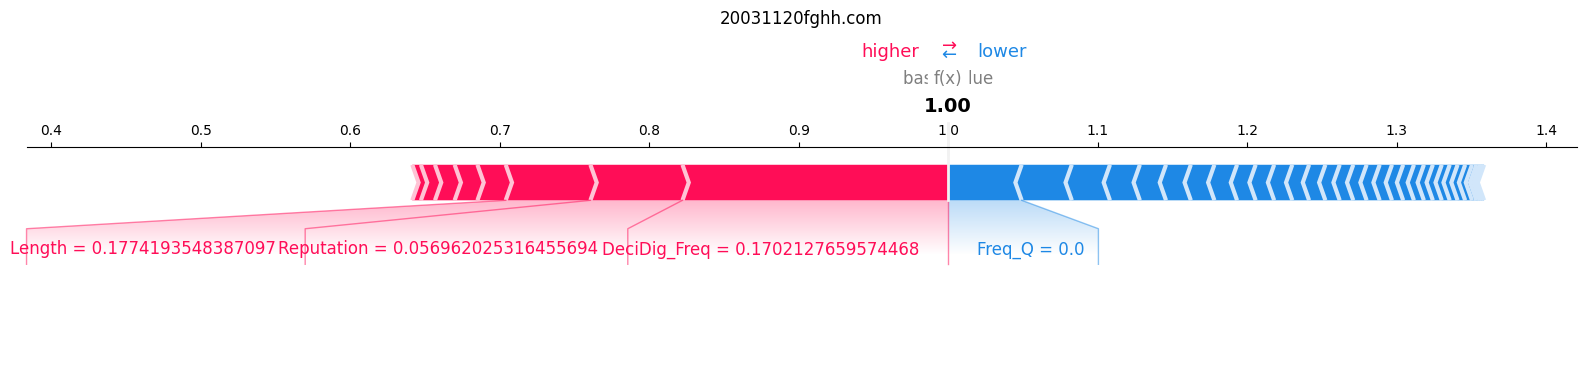 20031120fghh.com
higher ⇄ lower
bas f(x) lue
1.00
0.4 0.5 0.6 0.7 0.8 0.9 1.0 1.1 1.2 1.3 1.4
Length = 0.1774193548387097 Reputation = 0.056962025316455694 DeciDig_Freq = 0.1702127659574468 Freq_Q = 0.0